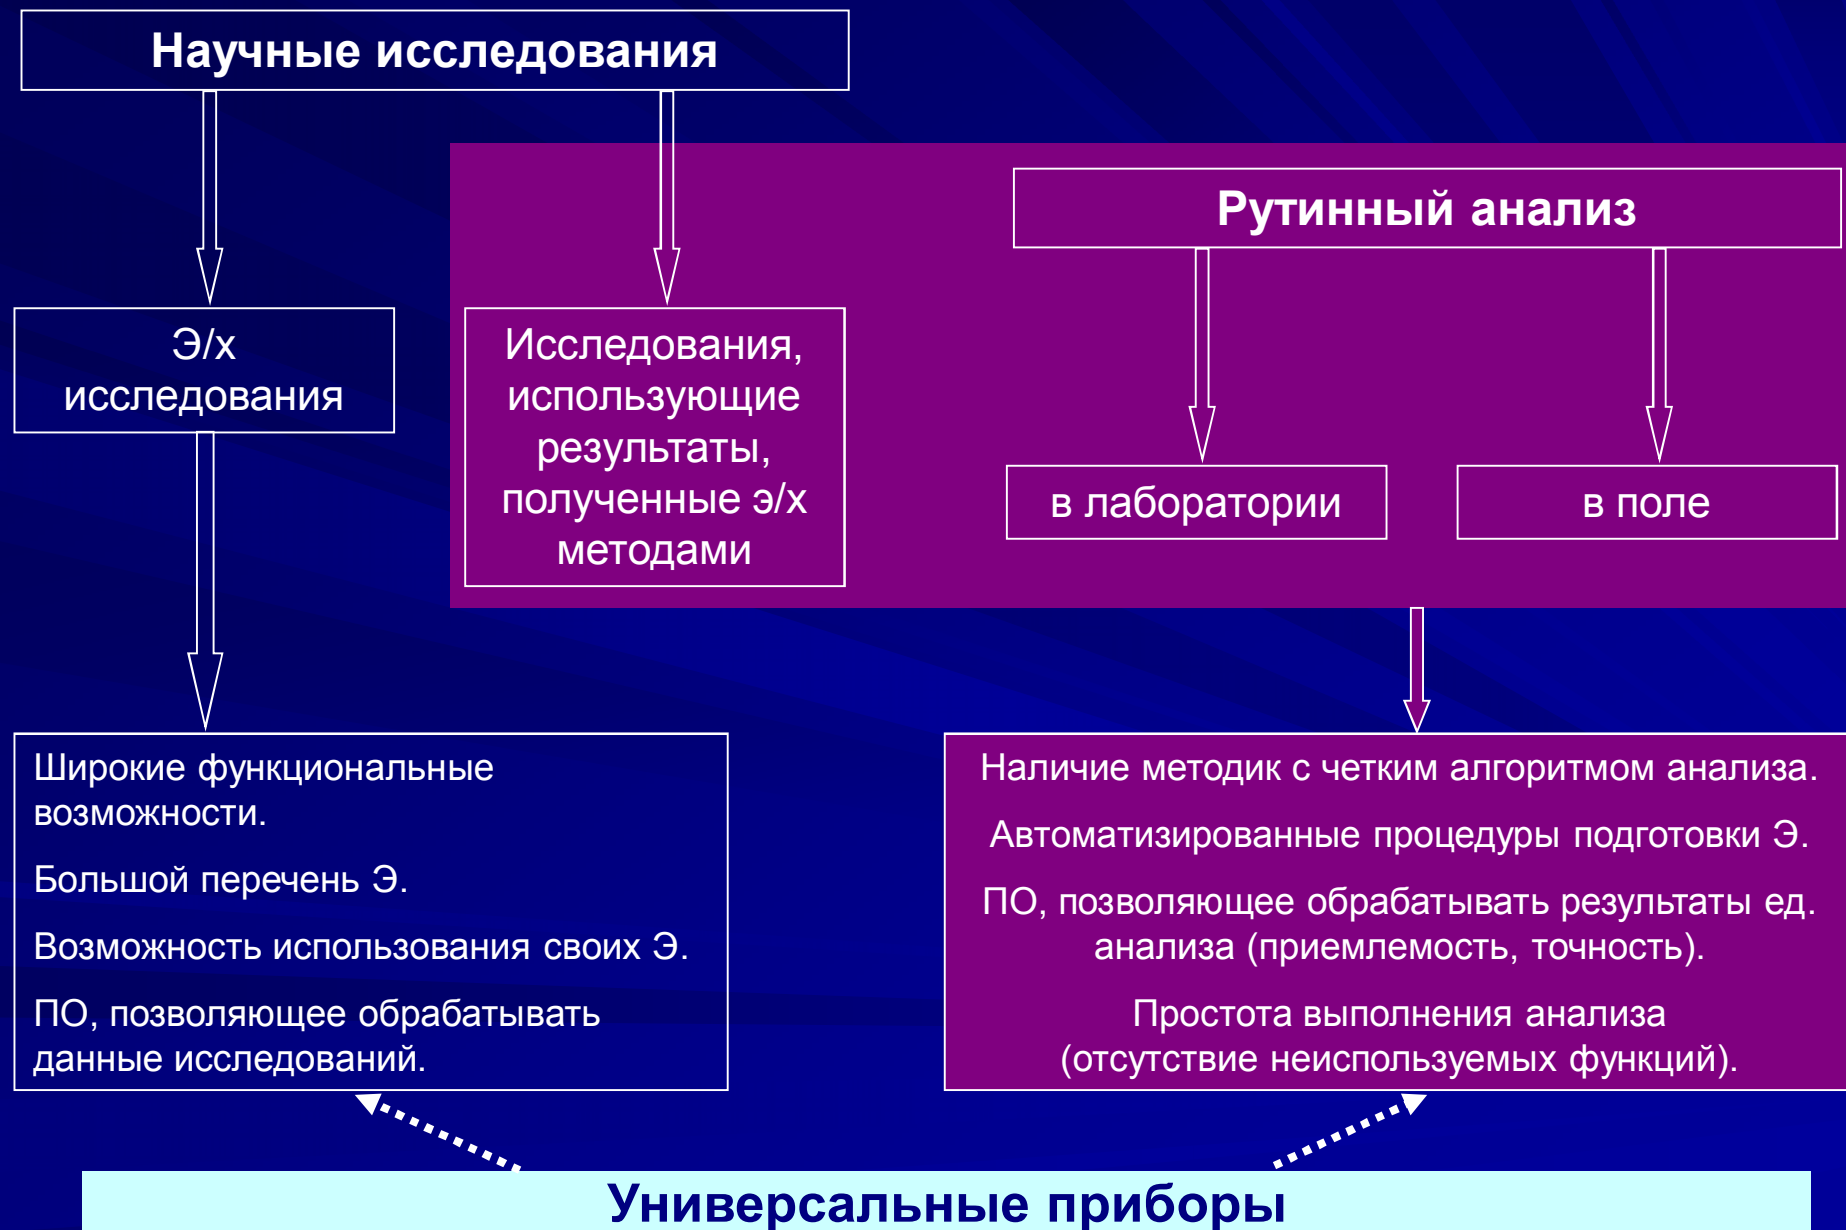 Научные исследования
Рутинный анализ
Э/х
исследования
Исследования,
использующие
результаты,
полученные э/х
методами
в лаборатории
в поле
Широкие функциональные
возможности.
Большой перечень Э.
Возможность использования своих Э.
ПО, позволяющее обрабатывать
данные исследований.
Наличие методик с четким алгоритмом анализа.
Автоматизированные процедуры подготовки Э.
ПО, позволяющее обрабатывать результаты ед.
анализа (приемлемость, точность).
Простота выполнения анализа
(отсутствие неиспользуемых функций).
Универсальные приборы